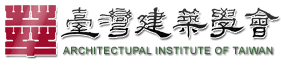 臺灣建築學會
ARCHITECTUPAL INSTITUTE OF TAIWAN